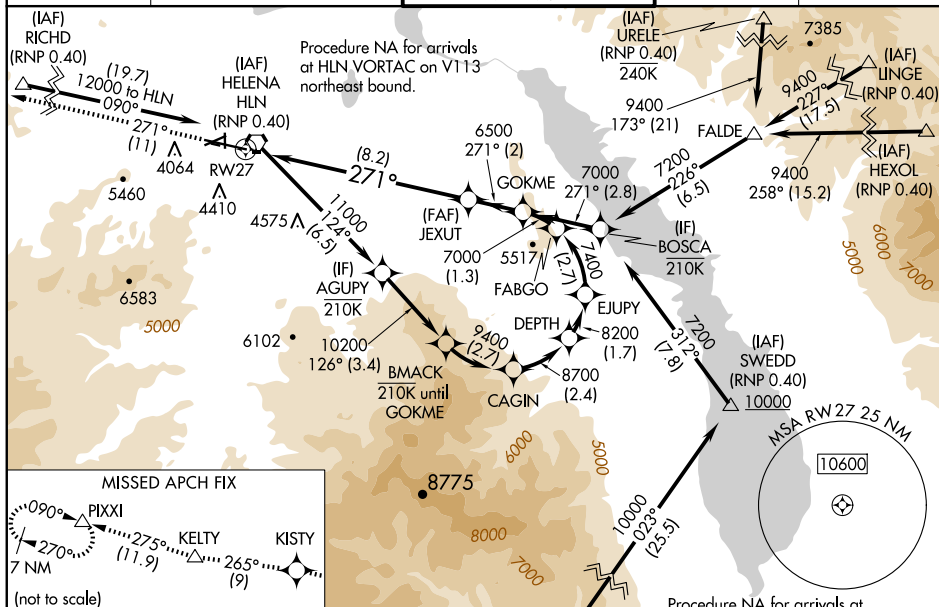 (IAF)
RICHD
(RNP 0.40)
(19.7)
12000 to HLN
090°
271°
(11)
4064
RW27
4410
5460
(IAF)
HELENA
HLN
(RNP 0.40)
Procedure NA for arrivals
at HLN VORTAC on V113
northeast bound.
(IAF)
URELE
(RNP 0.40)
240K
7385
9400
173° (21)
9400
227°
(17.5)
(IAF)
LINGE
(RNP 0.40)
FALDE
9400
258° (15.2)
(IAF)
HEXOL
(RNP 0.40)
7200
226°
(6.5)
(8.2)
271°
6500
271° (2)
GOKME
7000
271° (2.8)
(FAF)
JEXUT
7000
(1.3)
5517
FABGO
(IF)
BOSCA
210K
5000
6000
7000
11000
124°
(6.5)
4575
(IF)
AGUPY
210K
6583
5000
6102
10200
126° (3.4)
BMACK
210K until
GOKME
9400
(2.7)
CAGIN
8700
(2.4)
DEPTH
8200
(1.7)
EJUPY
7400
(2.7)
7200
312°
(7.8)
(IAF)
SWEDD
(RNP 0.40)
10000
10000
023°
(25.5)
6000
5000
8775
8000
7000
MSA RW27 25 NM
10600
MISSED APCH FIX
090°
270°
7 NM
PIXXI
275°
(11.9)
KELTY
265°
(9)
KISTY
(not to scale)
Procedure NA for arrivals at